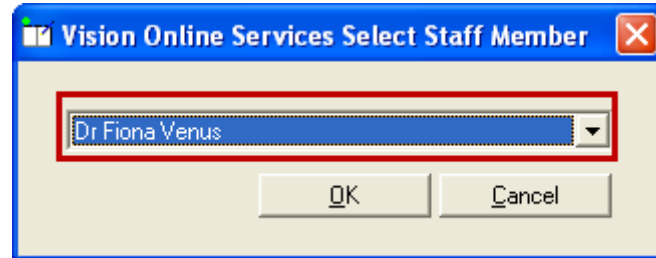 Vision Online Services Select Staff Member
Dr Fiona Venus
OK
Cancel